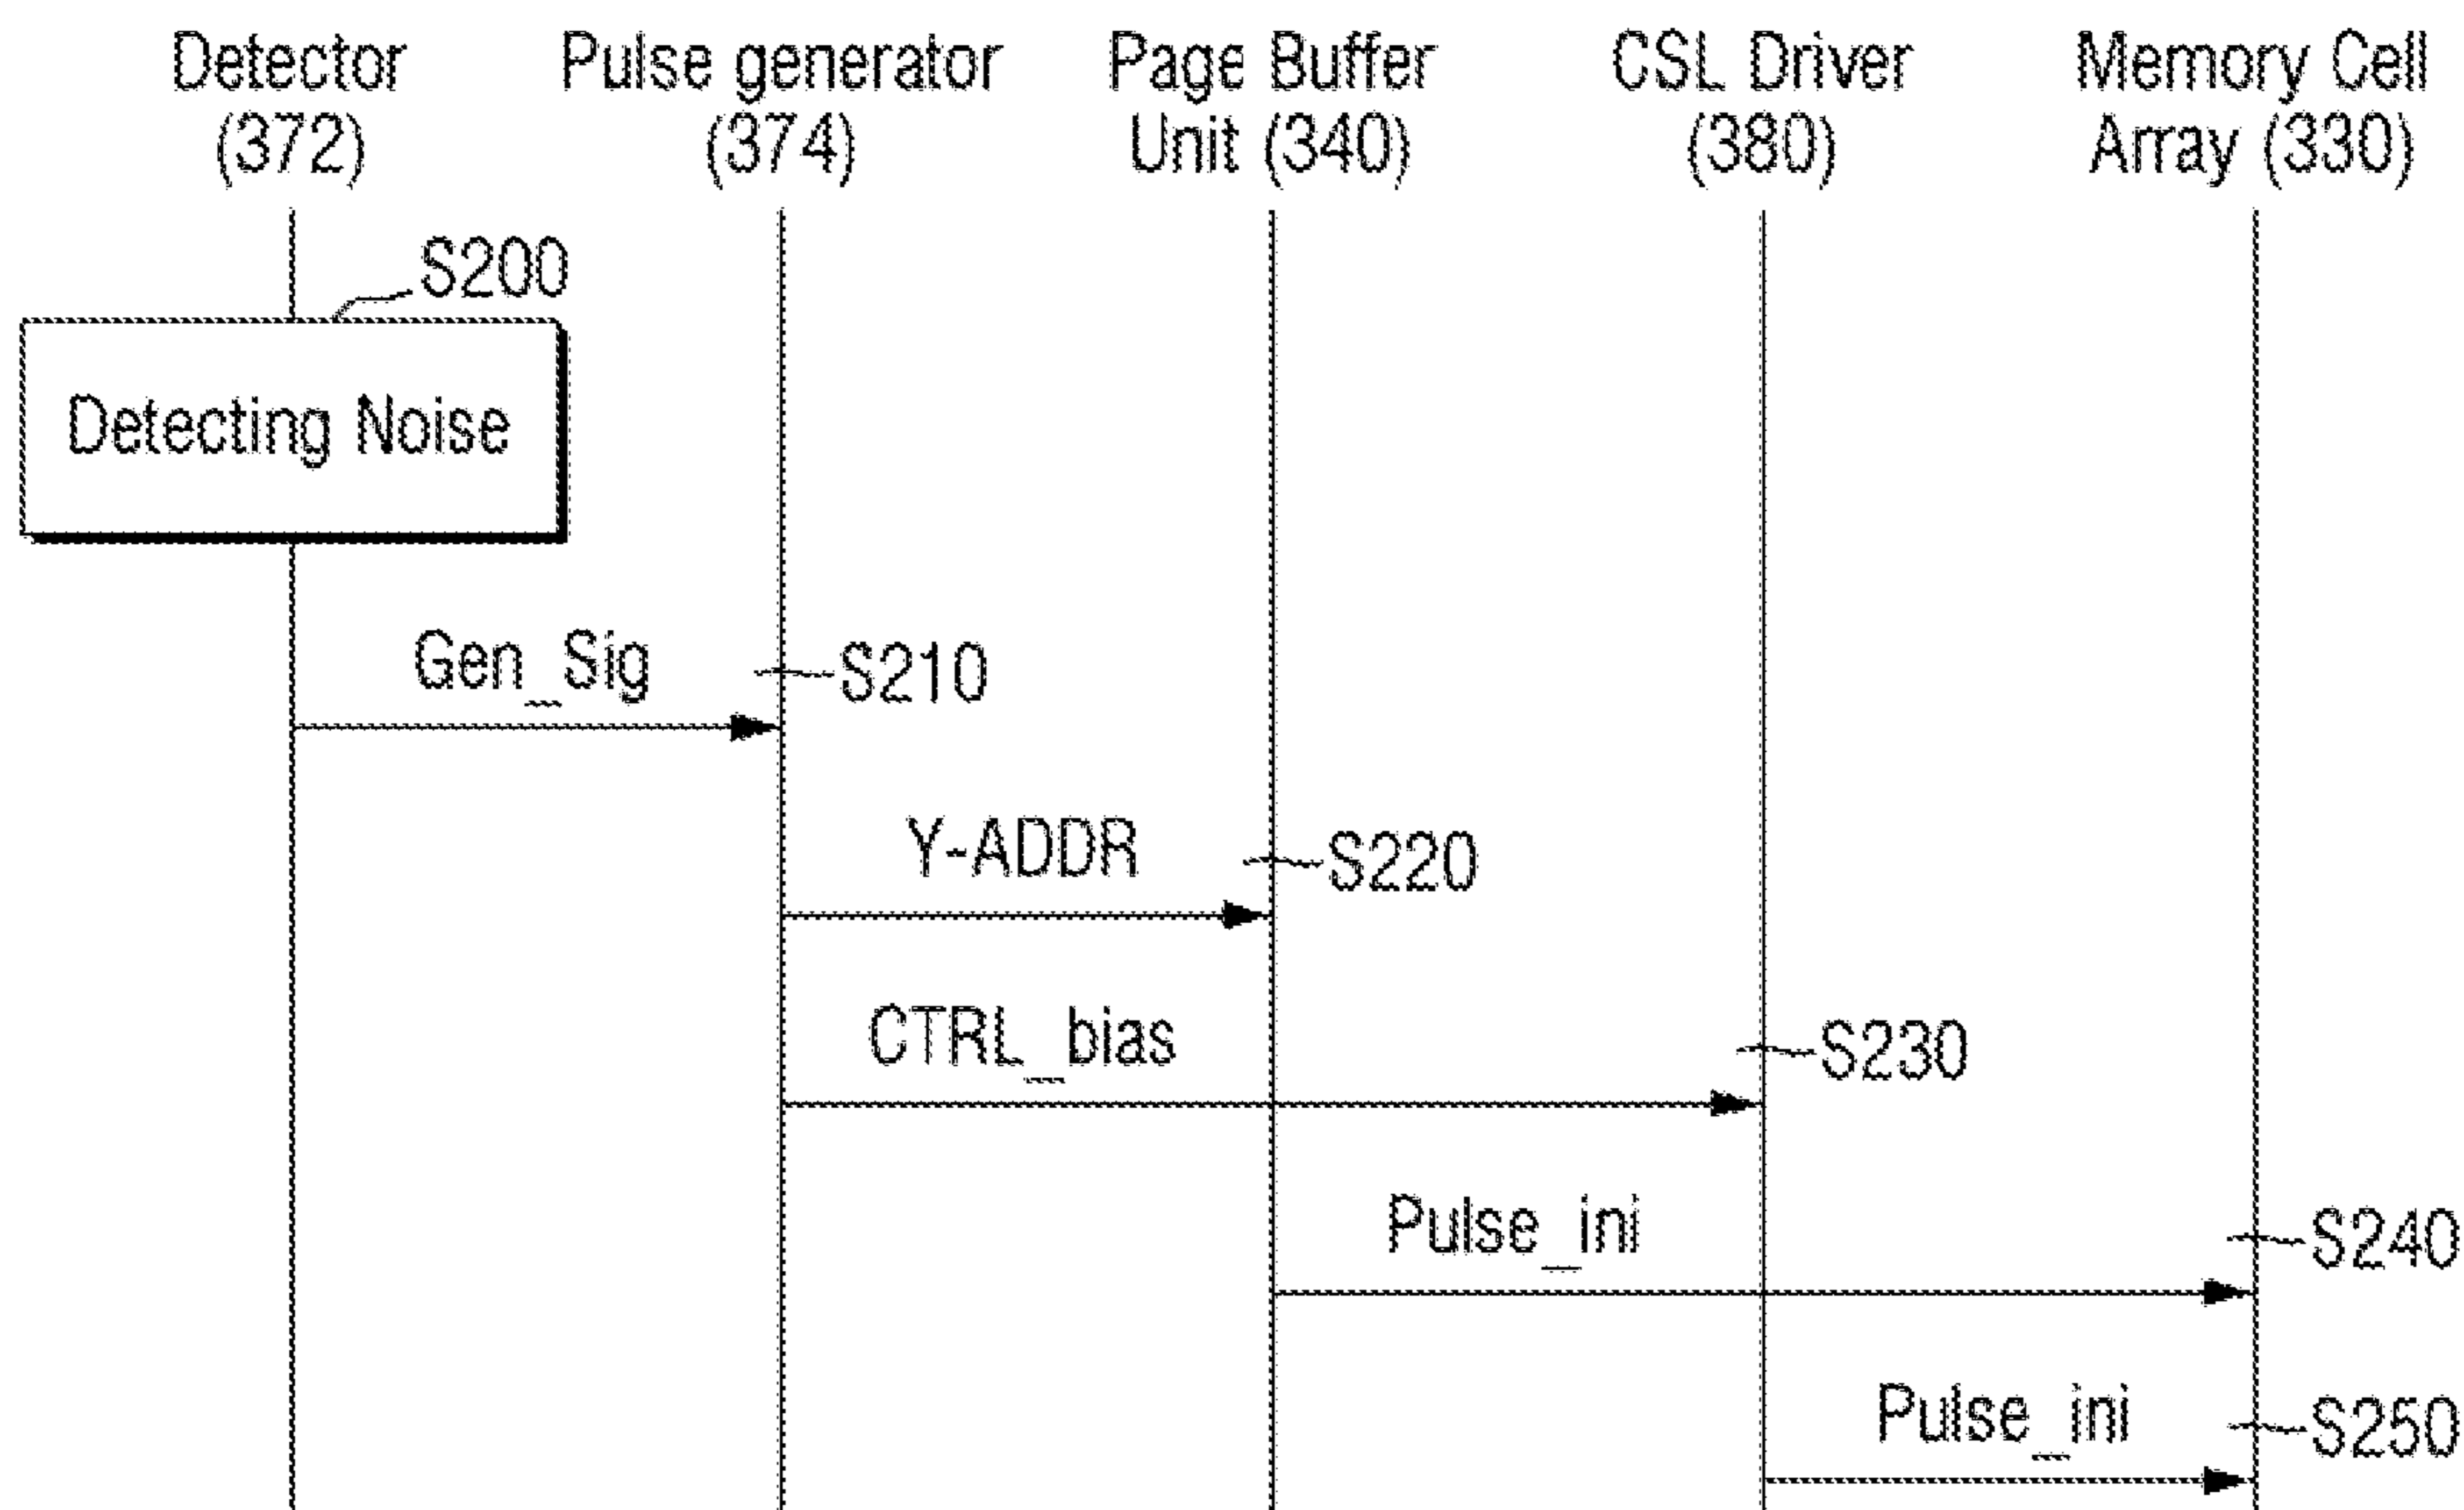 Detector
(372)
Pulse generator
(374)
Page Buffer
Unit (340)
CSL Driver
(380)
Memory Cell
Array (330)
S200
Detecting Noise
Gen_Sig
S210
Y-ADDR
S220
CTRL_bias
S230
Pulse_ini
S240
Pulse_ini
S250